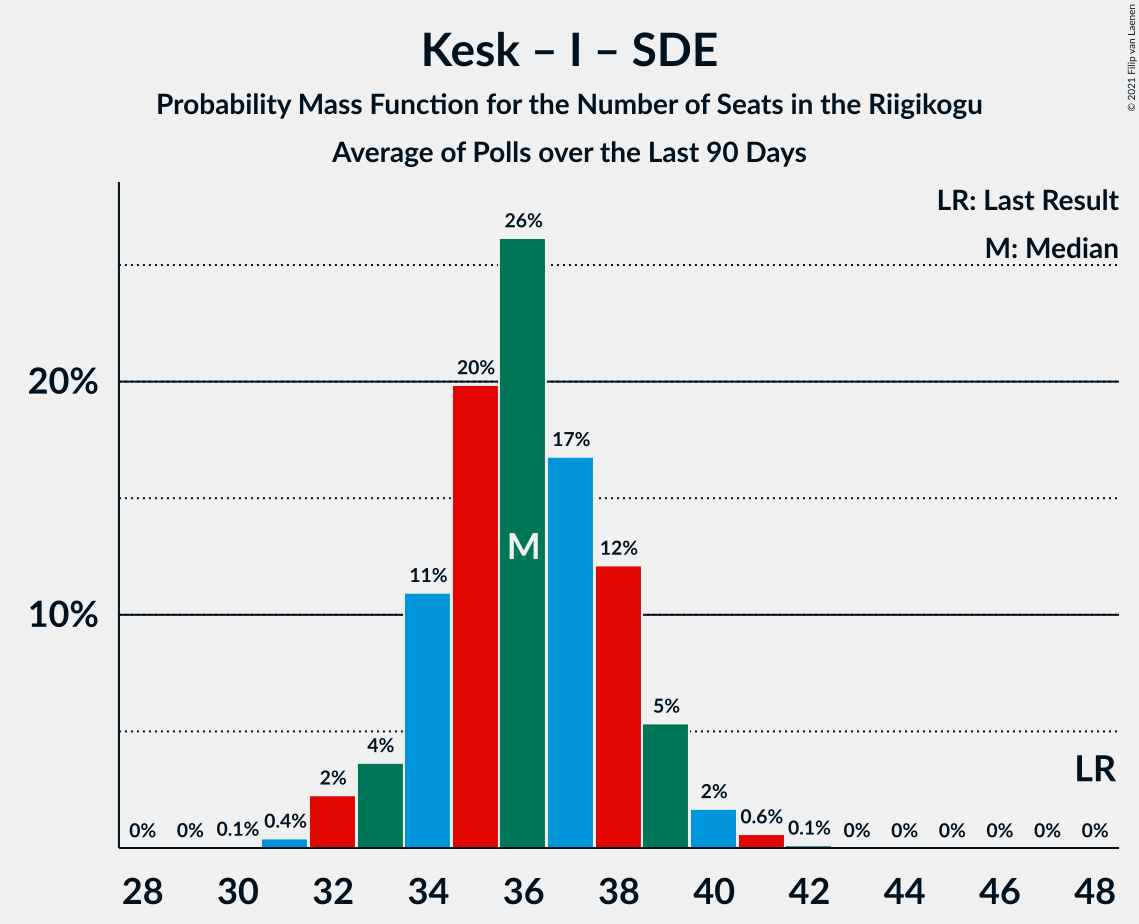 Kesk – I – SDE
Probability Mass Function for the Number of Seats in the Riigikogu
Average of Polls over the Last 90 Days
© 2021 Filip van Laenen
LR: Last Result
M: Median
20%
10%
0%
0%
0.1%
0.4%
2%
4%
11%
20%
26%
17%
12%
5%
2%
0.6%
0.1%
0%
0%
0%
0%
0%
0%
M
LR
28 30 32 34 36 38 40 42 44 46 48